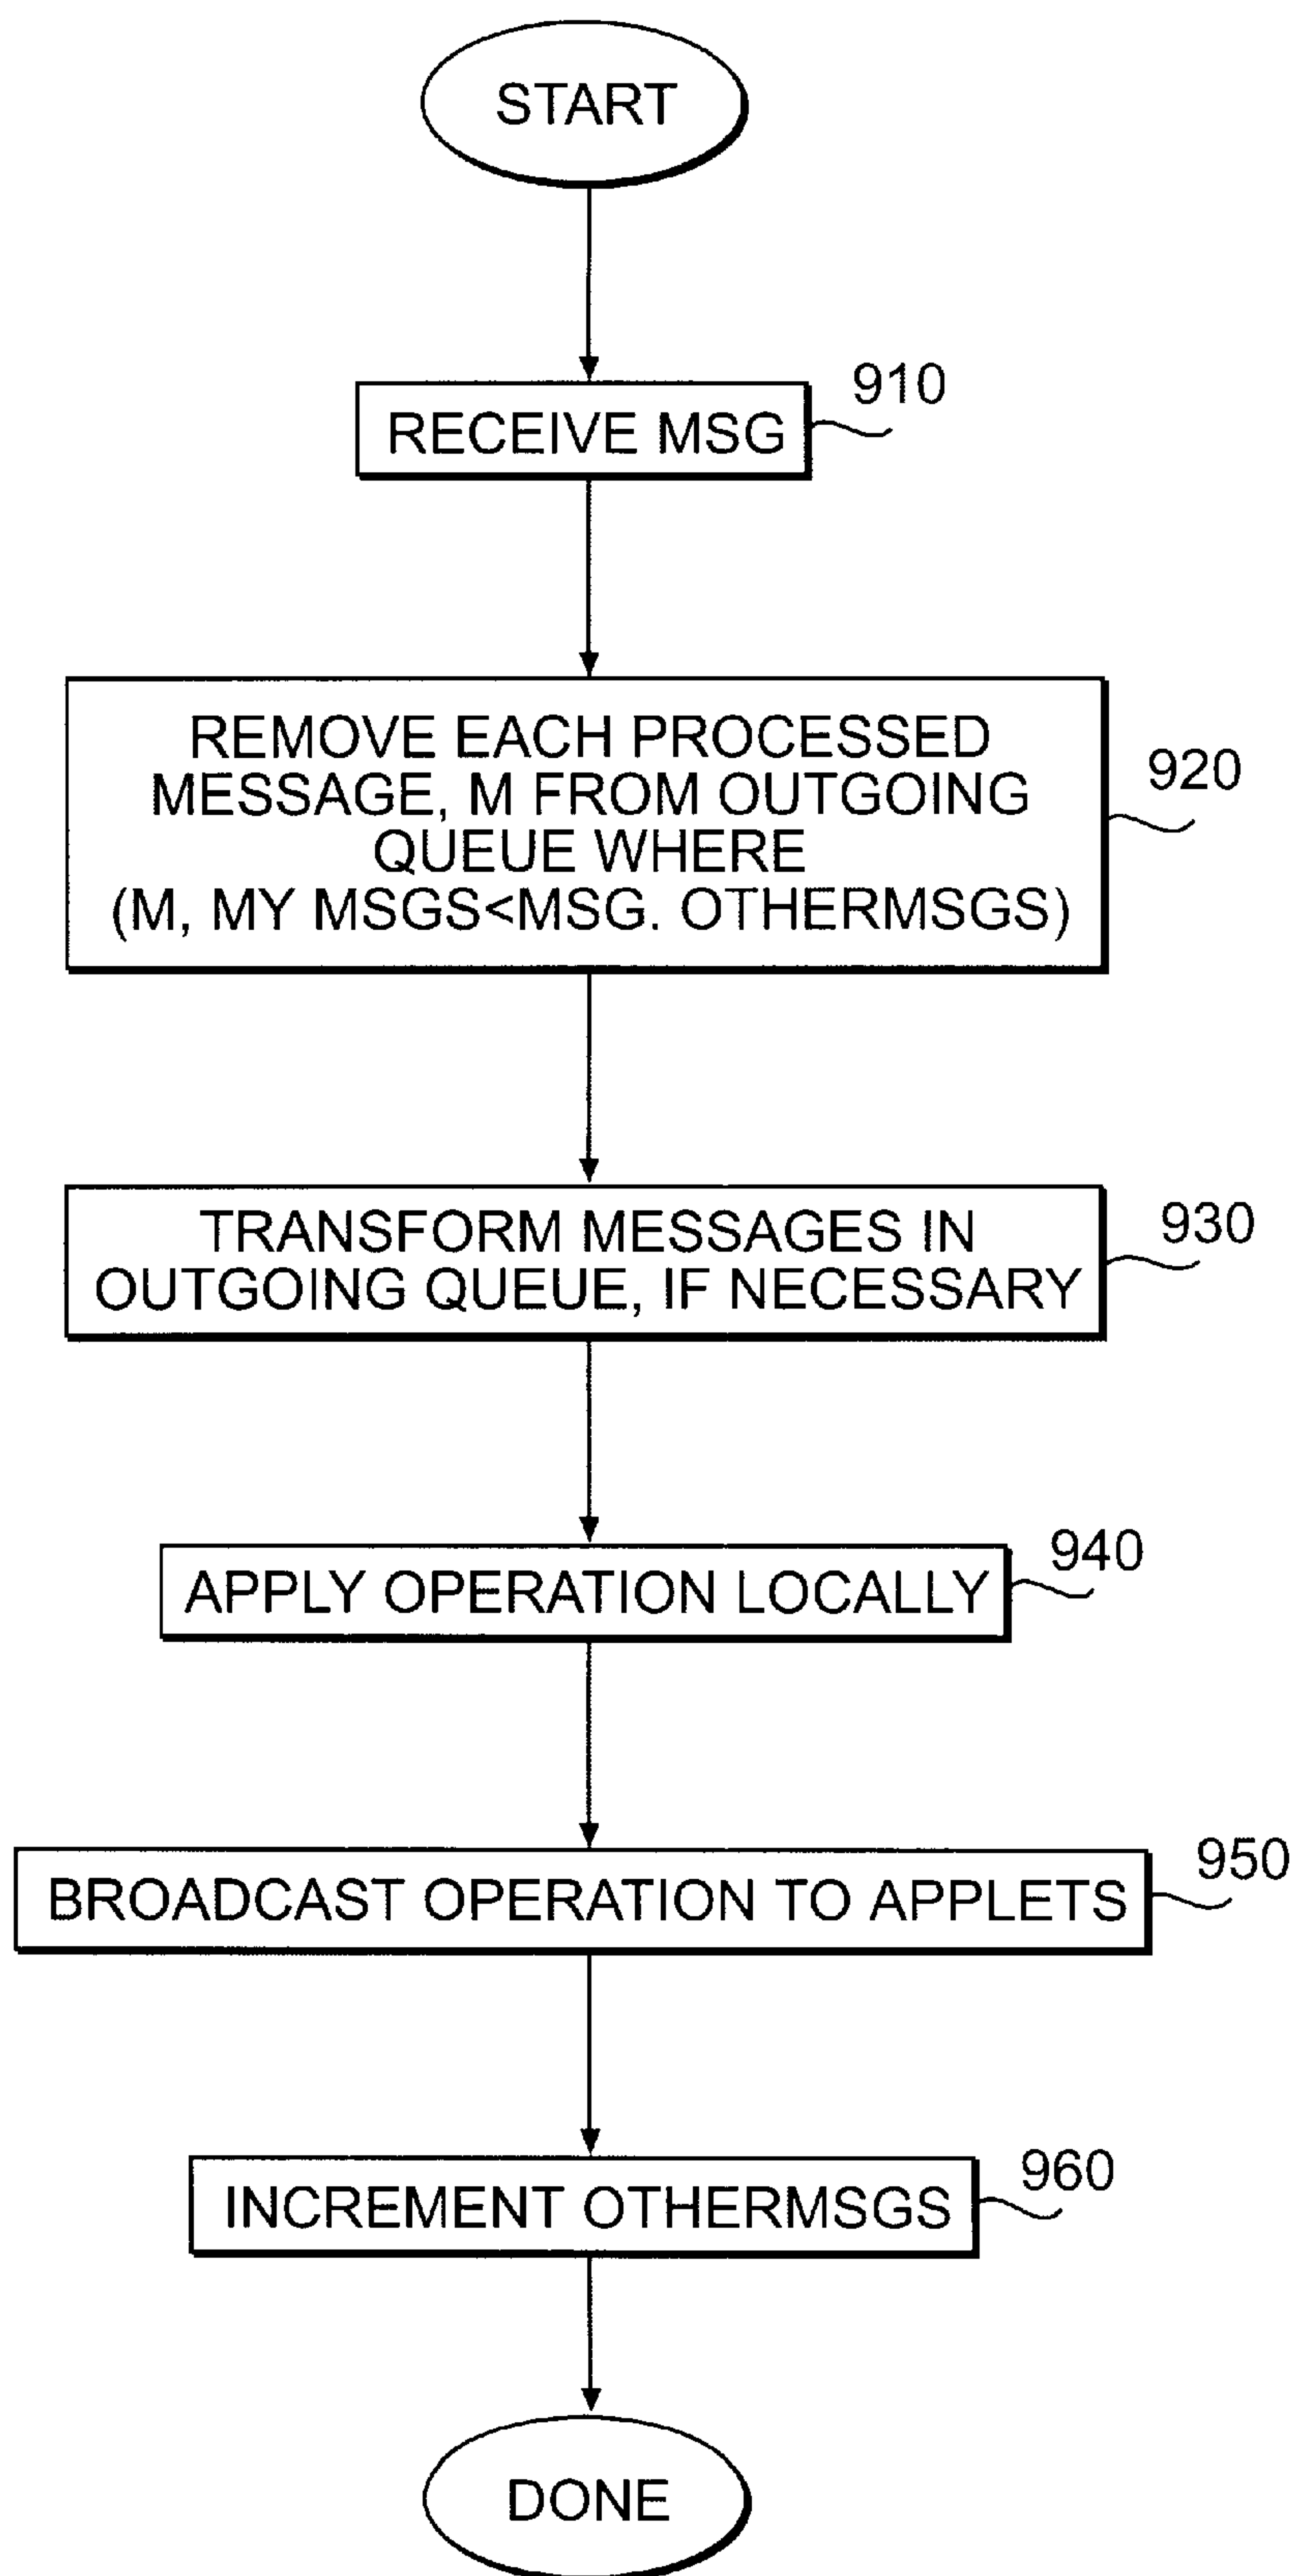 START
RECEIVE MSG
910
REMOVE EACH PROCESSED
MESSAGE, M FROM OUTGOING
QUEUE WHERE
(M, MY MSGS<MSG. OTHERMSGS)
920
TRANSFORM MESSAGES IN
OUTGOING QUEUE, IF NECESSARY
930
APPLY OPERATION LOCALLY
940
BROADCAST OPERATION TO APPLETS
950
INCREMENT OTHERMSGS
960
DONE